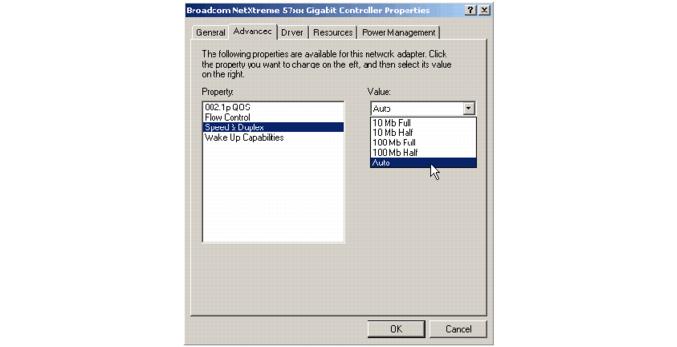 Broadcom NetXtreme 57xx Gigabit Controller Properties
General Advanced Driver Resources Power Management
The following properties are available for this network adapter. Click
the property you want to change on the left, and then select its value
on the right.
Property:
Value:
802.1p QOS
Flow Control
Speed & Duplex
Wake Up Capabilities
Auto
10 Mb Full
10 Mb Half
100 Mb Full
100 Mb Half
Auto
OK Cancel